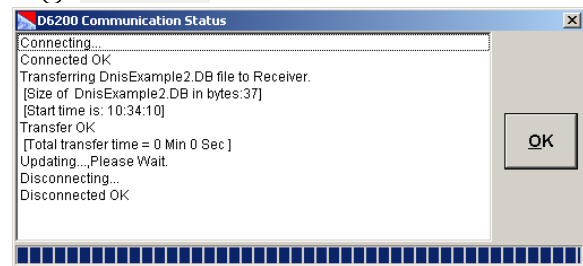 D6200 Communication Status
Connecting...
Connected OK
Transferring DnisExample2.DB file to Receiver.
[Size of DnisExample2.DB in bytes:37]
[Start time is: 10:34:10]
Transfer OK
[Total transfer time = 0 Min 0 Sec ]
OK
Updating...,Please Wait.
Disconnecting...
Disconnected OK